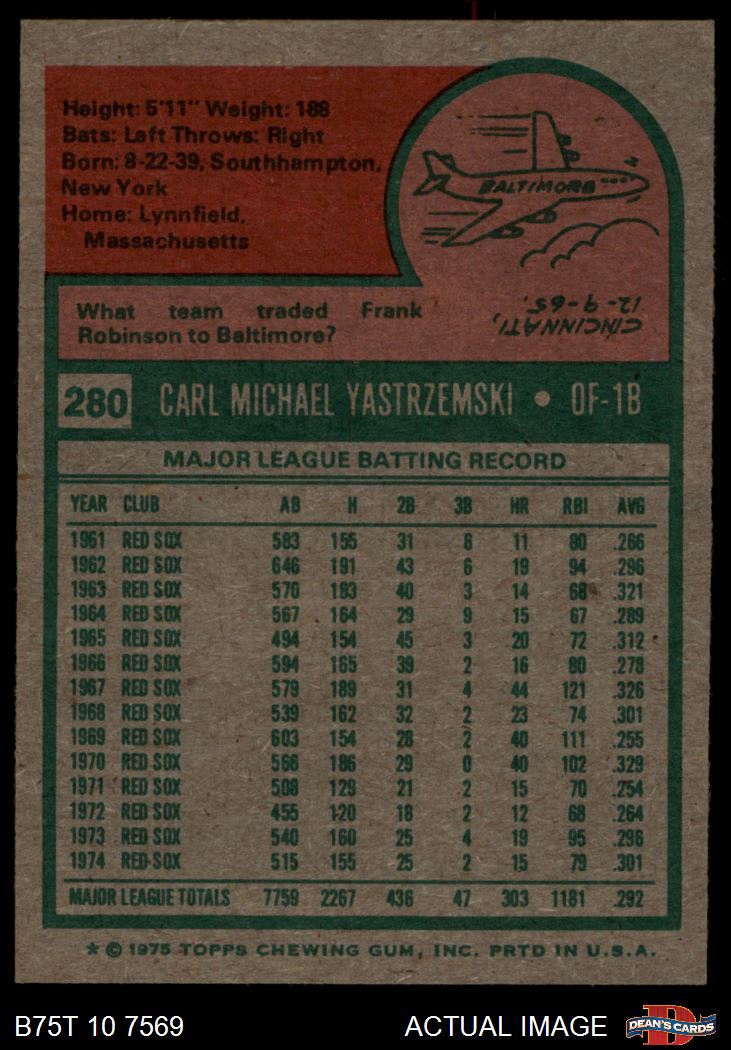 Height: 5'11" Weight: 188
Bats: Left Throws: Right
Born: 8-22-39, Southhampton,
New York
Home: Lynnfield,
Massachusetts
BALTIMORE
What team traded Frank
Robinson to Baltimore?
CINCINNATI,
12-9-65.
280 CARL MICHAEL YASTRZEMSKI • OF-1B
MAJOR LEAGUE BATTING RECORD
YEAR CLUB AB H 2B 3B HR RBI AVG
1961 RED SOX 583 155 31 6 11 80 .266
1962 RED SOX 646 191 43 6 19 94 .296
1963 RED SOX 570 183 40 3 14 68 .321
1964 RED SOX 567 164 29 9 15 67 .289
1965 RED SOX 494 154 45 3 20 72 .312
1966 RED SOX 594 165 39 2 16 80 .278
1967 RED SOX 579 189 31 4 44 121 .326
1968 RED SOX 539 162 32 2 23 74 .301
1969 RED SOX 603 154 28 2 40 111 .255
1970 RED SOX 566 186 29 0 40 102 .329
1971 RED SOX 508 129 21 2 15 70 .254
1972 RED SOX 455 120 18 2 12 68 .264
1973 RED SOX 540 160 25 4 19 95 .296
1974 RED SOX 515 155 25 2 15 79 .301
MAJOR LEAGUE TOTALS 7759 2267 436 47 303 1181 .292
* © 1975 TOPPS CHEWING GUM, INC. PRTD IN U.S.A.
B75T 10 7569 ACTUAL IMAGE DEAN'S CARDS